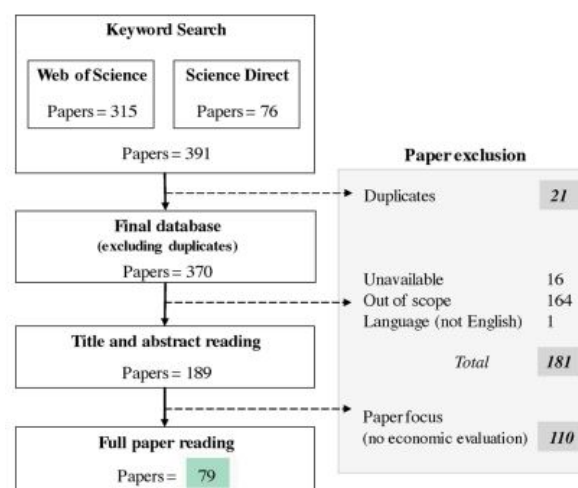 Keyword Search
Web of Science
Papers = 315
Science Direct
Papers = 76
Papers = 391
Paper exclusion
Duplicates 21
Final database
(excluding duplicates)
Papers = 370
Unavailable 16
Out of scope 164
Language (not English) 1
Total 181
Title and abstract reading
Papers = 189
Paper focus
(no economic evaluation) 110
Full paper reading
Papers = 79